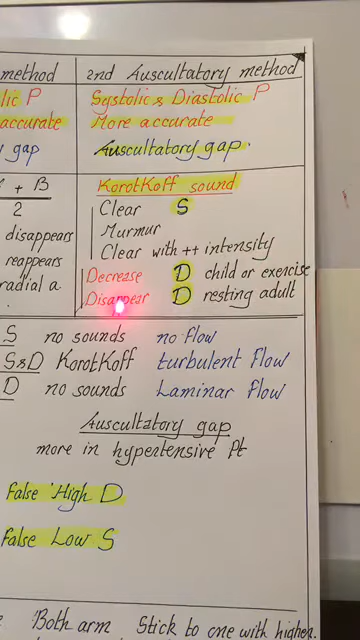 method 2nd Auscultatory method
lic P Systolic & Diastolic P
accurate More accurate
gap Auscultatory gap.
+ B KorotKoff sound
2 Clear S
disappears Murmur
reappears Clear with ++ intensity
radial a Decrease D child or exercise
Disappear D resting adult
S no sounds no flow
S&D KorotKoff turbulent flow
D no sounds Laminar flow
Auscultatory gap
more in hypertensive Pt
False High D
False Low S
Both arm Stick to one with higher.